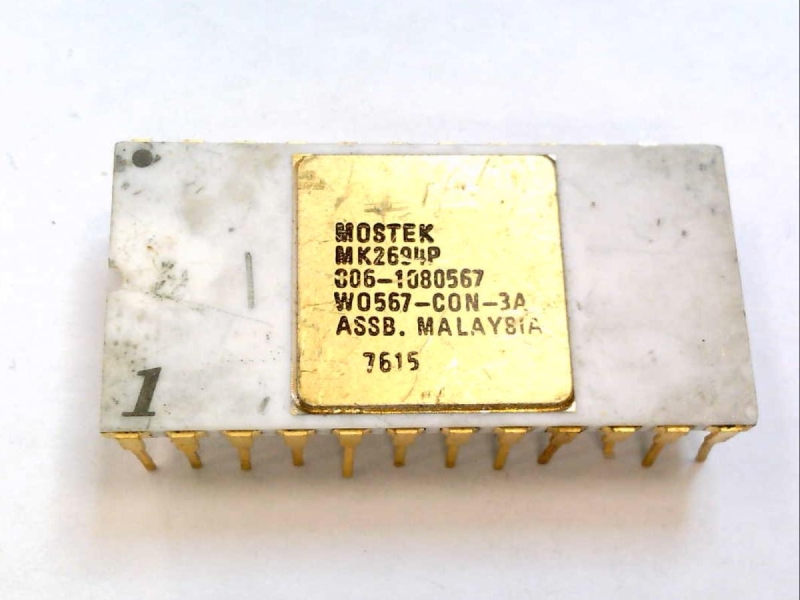 MOSTEK
MK2694P
006-1080567
W0567-CON-3A
ASSB. MALAYSIA
7615
1